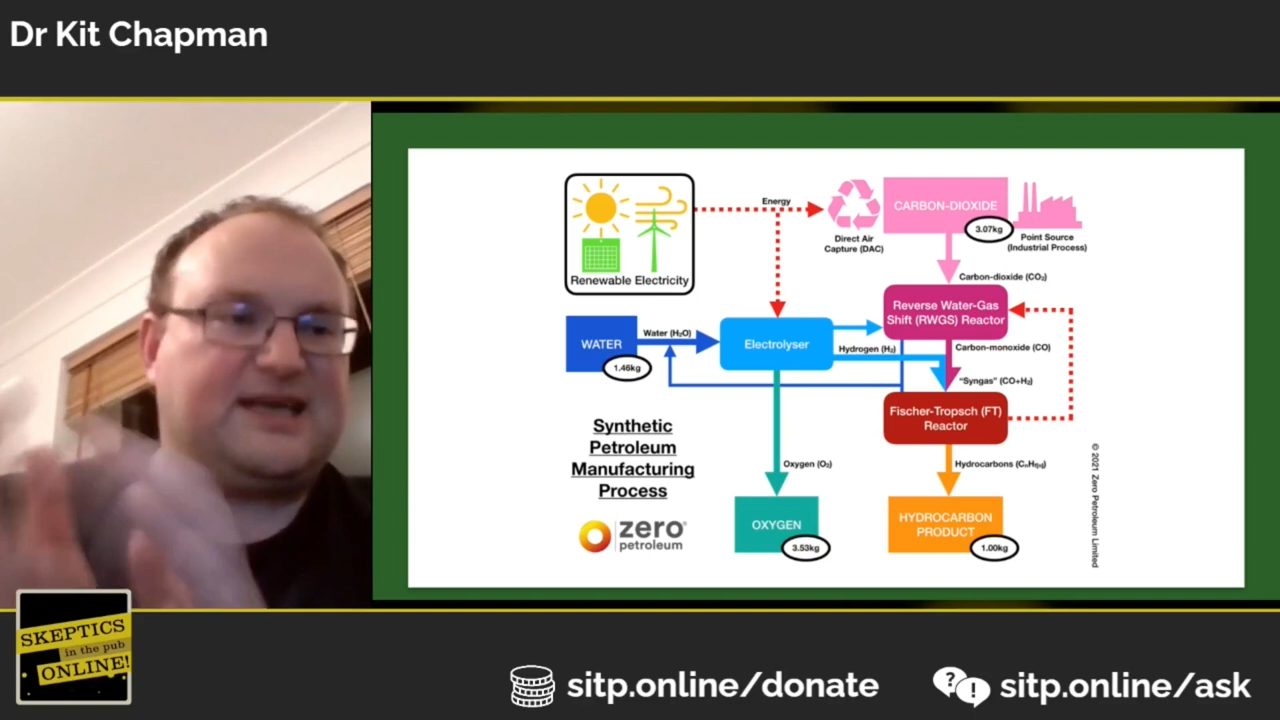 Dr Kit Chapman
Energy
CARBON-DIOXIDE
3.07kg
Direct Air
Capture (DAC)
Point Source
(Industrial Process)
Renewable Electricity
Carbon-dioxide (CO₂)
Reverse Water-Gas
Shift (RWGS) Reactor
WATER
1.46kg
Water (H₂O)
Electrolyser
Hydrogen (H₂)
Carbon-monoxide (CO)
"Syngas" (CO+H₂)
Fischer-Tropsch (FT)
Reactor
Synthetic
Petroleum
Manufacturing
Process
Oxygen (O₂)
Hydrocarbons
OXYGEN
3.53kg
HYDROCARBON
PRODUCT
1.00kg
zero
petroleum
© 2021 Zero Petroleum Limited
SKEPTICS
in the pub
ONLINE!
sitp.online/donate
sitp.online/ask